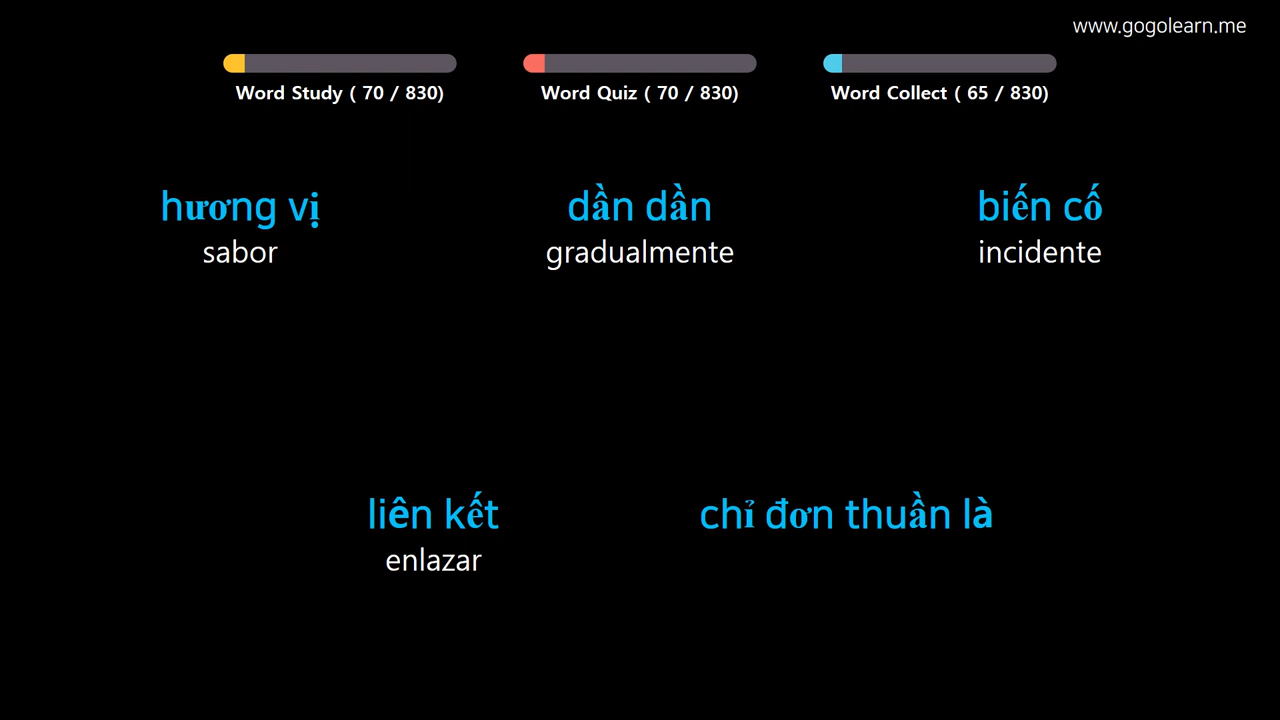 www.gogolearn.me
Word Study ( 70 / 830)
Word Quiz ( 70 / 830)
Word Collect ( 65 / 830)
hương vị
sabor
dần dần
gradualmente
biến cố
incidente
liên kết
enlazar
chỉ đơn thuần là